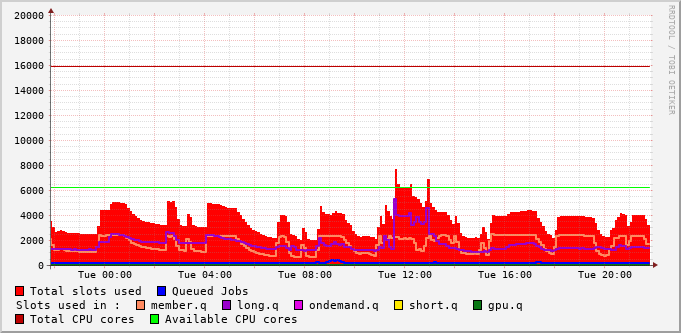 20000
18000
16000
14000
12000
10000
8000
6000
4000
2000
0
Tue 00:00 Tue 04:00 Tue 08:00 Tue 12:00 Tue 16:00 Tue 20:00
RRDTOOL / TOBI OETIKER
Total slots used Queued Jobs
Slots used in : member.q long.q ondemand.q short.q gpu.q
Total CPU cores Available CPU cores